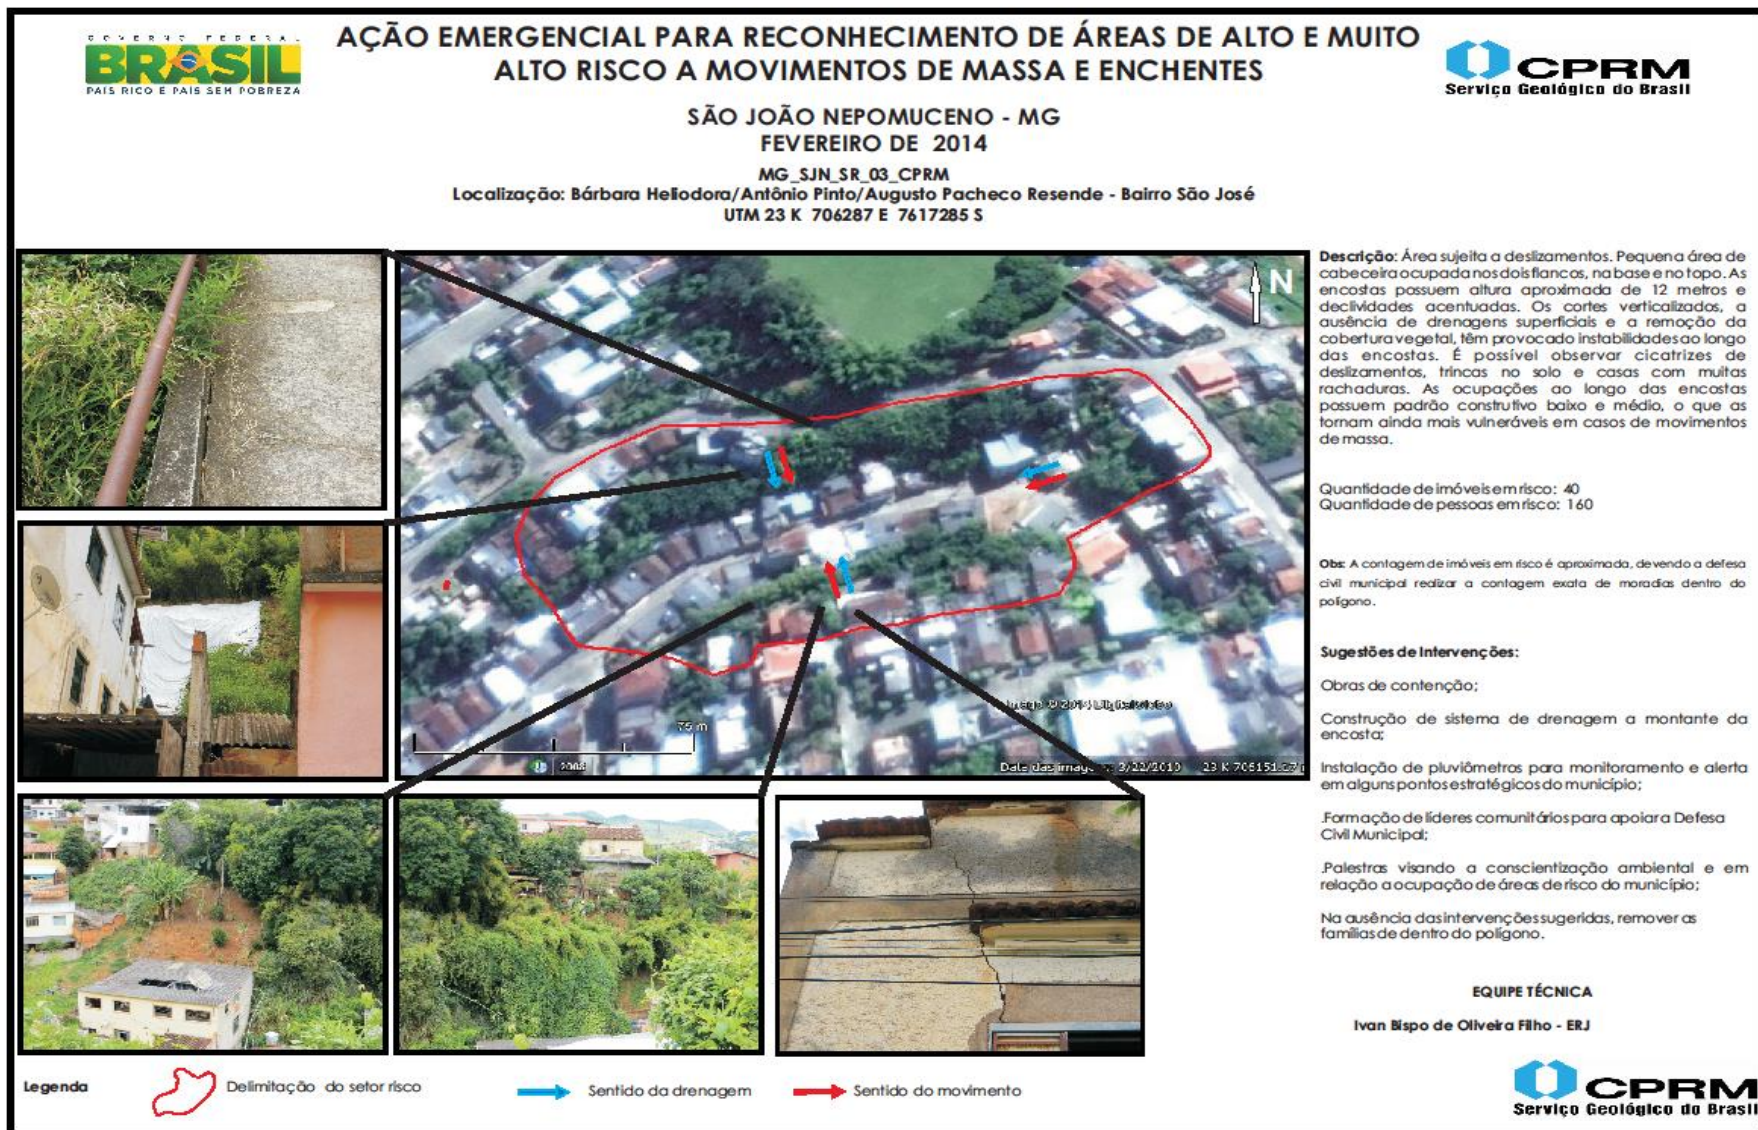 GOVERNO FEDERAL
BRASIL
PAÍS RICO É PAÍS SEM POBREZA
AÇÃO EMERGENCIAL PARA RECONHECIMENTO DE ÁREAS DE ALTO E MUITO
ALTO RISCO A MOVIMENTOS DE MASSA E ENCHENTES
CPRM
Serviço Geológico do Brasil
SÃO JOÃO NEPOMUCENO - MG
FEVEREIRO DE 2014
MG_SJN_SR_03_CPRM
Localização: Bárbara Heliodora/Antônio Pinto/Augusto Pacheco Resende - Bairro São José
UTM 23 K 706287 E 7617285 S
N
75 m
2008
Data das imagens: 3/22/2010 23 K 706151.27
Descrição: Área sujeita a deslizamentos. Pequena área de
cabeceira ocupada nos dois flancos, na base e no topo. As
encostas possuem altura aproximada de 12 metros e
declividades acentuadas. Os cortes verticalizados, a
ausência de drenagens superficiais e a remoção da
cobertura vegetal, têm provocado instabilidades ao longo
das encostas. É possível observar cicatrizes de
deslizamentos, trincas no solo e casas com muitas
rachaduras. As ocupações ao longo das encostas
possuem padrão construtivo baixo e médio, o que as
tornam ainda mais vulneráveis em casos de movimentos
de massa.
Quantidade de imóveis em risco: 40
Quantidade de pessoas em risco: 160
Obs: A contagem de imóveis em risco é aproximada, devendo a defesa
civil municipal realizar a contagem exata de moradias dentro do
polígono.
Sugestões de Intervenções:
Obras de contenção;
Construção de sistema de drenagem a montante da
encosta;
Instalação de pluviômetros para monitoramento e alerta
em alguns pontos estratégicos do município;
.Formação de líderes comunitários para apoiar a Defesa
Civil Municipal;
.Palestras visando a conscientização ambiental e em
relação a ocupação de áreas de risco do município;
Na ausência das intervenções sugeridas, remover as
famílias de dentro do polígono.
EQUIPE TÉCNICA
Ivan Bispo de Oliveira Filho - ERJ
Legenda
Delimitação do setor risco
Sentido da drenagem
Sentido do movimento
CPRM
Serviço Geológico do Brasil